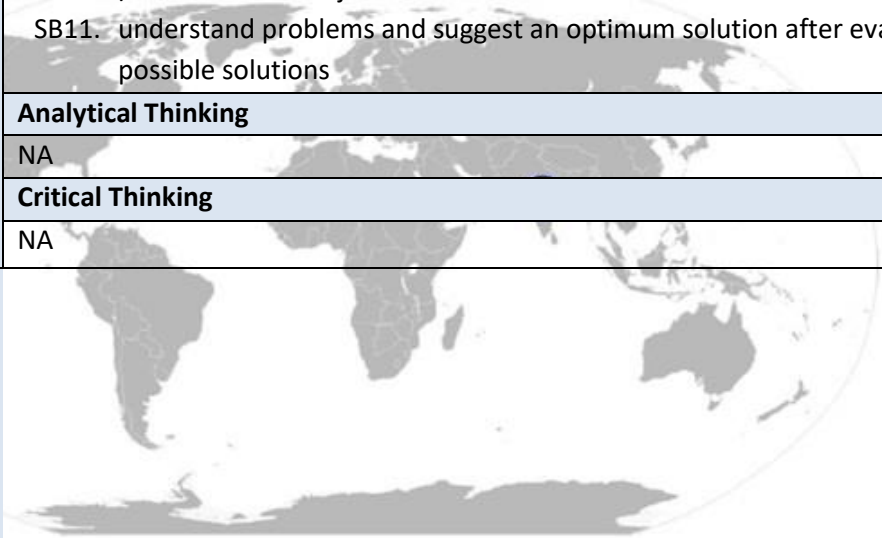 SB11. understand problems and suggest an optimum solution after
possible solutions
Analytical Thinking
NA
Critical Thinking
NA